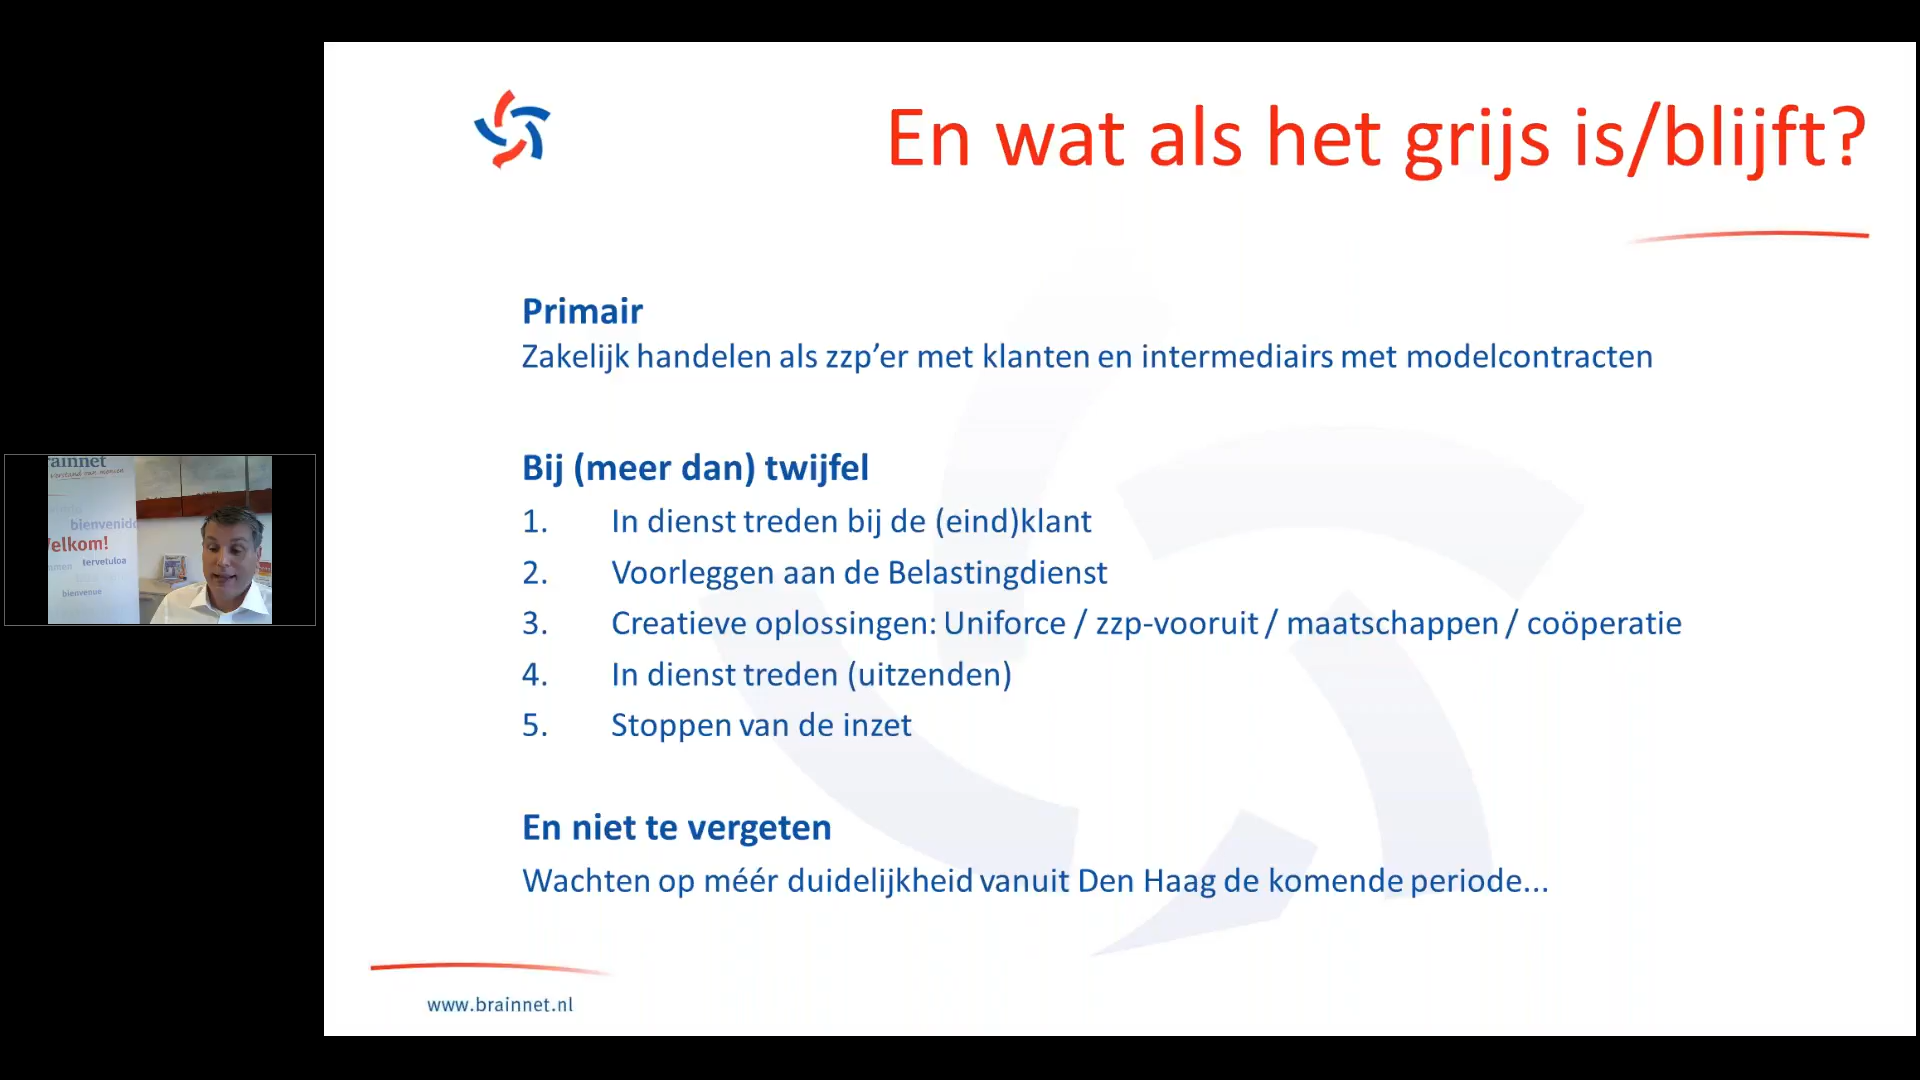 En wat als het grijs is/blijft?
Primair
Zakelijk handelen als zzp’er met klanten en intermediairs met modelcontracten
Bij (meer dan) twijfel
1. In dienst treden bij de (eind)klant
2. Voorleggen aan de Belastingdienst
3. Creatieve oplossingen: Uniforce / zzp-vooruit / maatschappen / coöperatie
4. In dienst treden (uitzenden)
5. Stoppen van de inzet
En niet te vergeten
Wachten op méér duidelijkheid vanuit Den Haag de komende periode...
www.brainnet.nl
ainnet
bienvenido
elkom!
tervetuloa
bienvenue